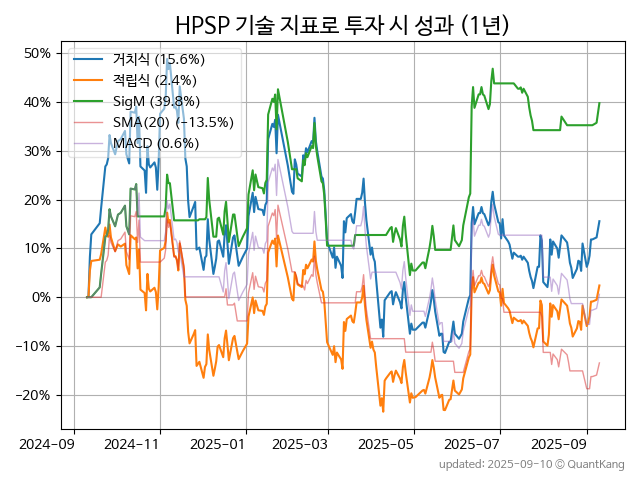 HPSP 기술 지표로 투자 시 성과 (1년)
거치식 (15.6%)
적립식 (2.4%)
SigM (39.8%)
SMA(20) (−13.5%)
MACD (0.6%)
50%
40%
30%
20%
10%
0%
−10%
−20%
2024-09
2024-11
2025-01
2025-03
2025-05
2025-07
2025-09
updated: 2025-09-10 © QuantKang